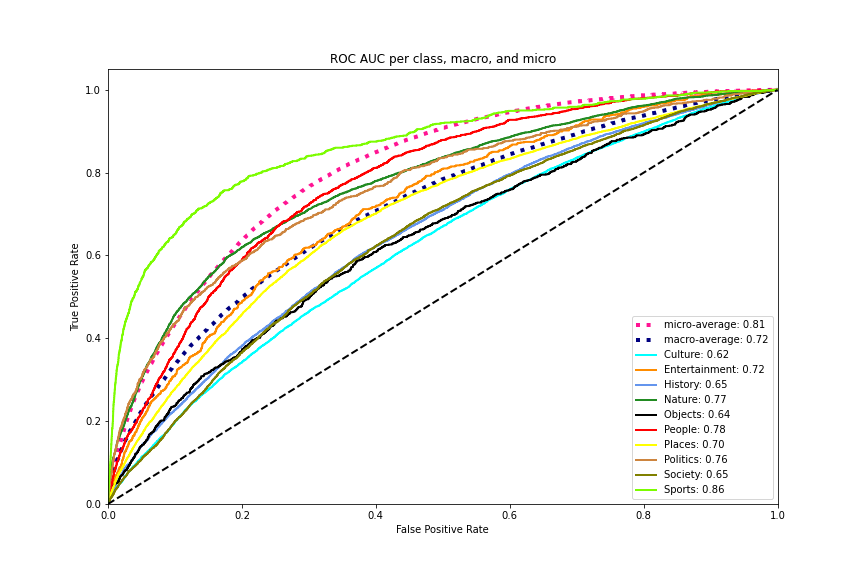 ROC AUC per class, macro, and micro
True Positive Rate
1.0
0.8
0.6
0.4
0.2
0.0
micro-average: 0.81
macro-average: 0.72
Culture: 0.62
Entertainment: 0.72
History: 0.65
Nature: 0.77
Objects: 0.64
People: 0.78
Places: 0.70
Politics: 0.76
Society: 0.65
Sports: 0.86
0.0 0.2 0.4 0.6 0.8 1.0
False Positive Rate